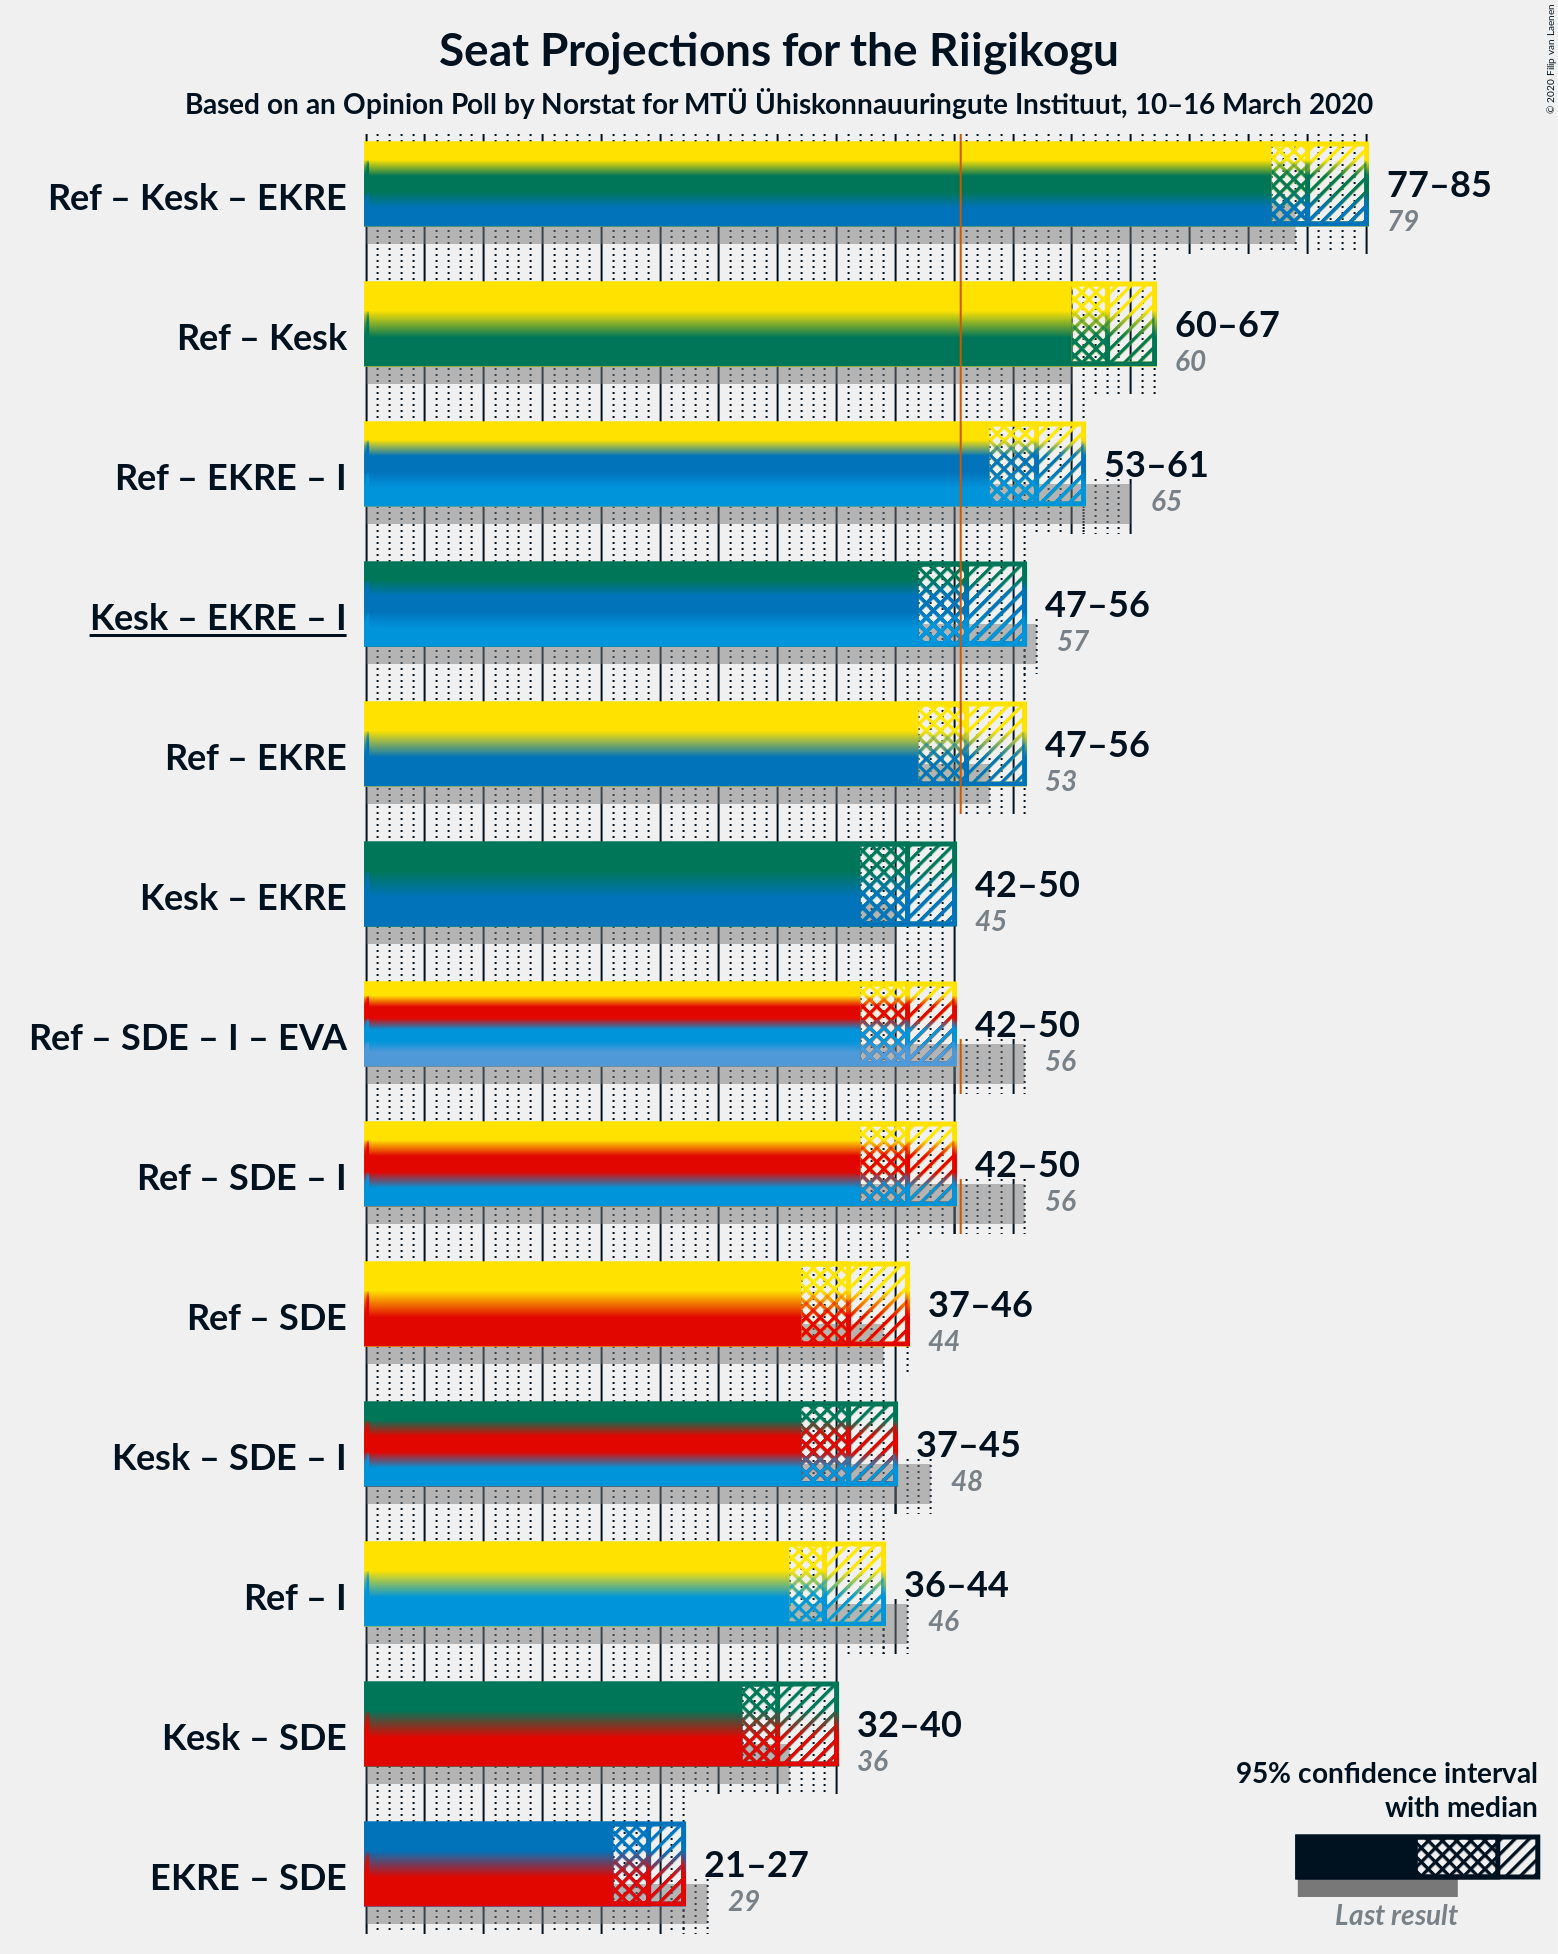 Seat Projections for the Riigikogu
Based on an Opinion Poll by Norstat for MTÜ Ühiskonnauuringute Instituut, 10–16 March 2020
© 2020 Filip van Laenen
Ref – Kesk – EKRE
77–85
79
Ref – Kesk
60–67
60
Ref – EKRE – I
53–61
65
Kesk – EKRE – I
47–56
57
Ref – EKRE
47–56
53
Kesk – EKRE
42–50
45
Ref – SDE – I – EVA
42–50
56
Ref – SDE – I
42–50
56
Ref – SDE
37–46
44
Kesk – SDE – I
37–45
48
Ref – I
36–44
46
Kesk – SDE
32–40
36
EKRE – SDE
21–27
29
95% confidence interval
with median
Last result